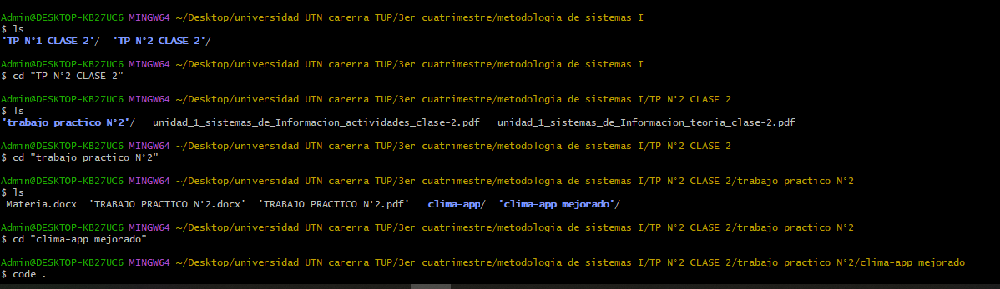 Admin@DESKTOP-KB27UC6 MINGW64 ~/Desktop/universidad UTN carerra TUP/3er cuatrimestre/metodologia de sistemas I
$ ls
'TP N°1 CLASE 2'/  'TP N°2 CLASE 2'/
Admin@DESKTOP-KB27UC6 MINGW64 ~/Desktop/universidad UTN carerra TUP/3er cuatrimestre/metodologia de sistemas I
$ cd "TP N°2 CLASE 2"
Admin@DESKTOP-KB27UC6 MINGW64 ~/Desktop/universidad UTN carerra TUP/3er cuatrimestre/metodologia de sistemas I/TP N°2 CLASE 2
$ ls
'trabajo practico N°2'/   unidad_1_sistemas_de_Informacion_actividades_clase-2.pdf   unidad_1_sistemas_de_Informacion_teoria_clase-2.pdf
Admin@DESKTOP-KB27UC6 MINGW64 ~/Desktop/universidad UTN carerra TUP/3er cuatrimestre/metodologia de sistemas I/TP N°2 CLASE 2
$ cd "trabajo practico N°2"
Admin@DESKTOP-KB27UC6 MINGW64 ~/Desktop/universidad UTN carerra TUP/3er cuatrimestre/metodologia de sistemas I/TP N°2 CLASE 2/trabajo practico N°2
$ ls
Materia.docx  'TRABAJO PRACTICO N°2.docx'  'TRABAJO PRACTICO N°2.pdf'   clima-app/  'clima-app mejorado'/
Admin@DESKTOP-KB27UC6 MINGW64 ~/Desktop/universidad UTN carerra TUP/3er cuatrimestre/metodologia de sistemas I/TP N°2 CLASE 2/trabajo practico N°2
$ cd "clima-app mejorado"
Admin@DESKTOP-KB27UC6 MINGW64 ~/Desktop/universidad UTN carerra TUP/3er cuatrimestre/metodologia de sistemas I/TP N°2 CLASE 2/trabajo practico N°2/clima-app mejorado
$ code .